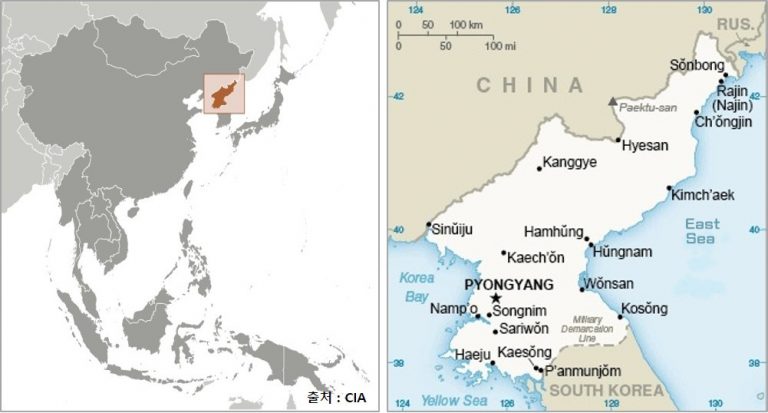 출처 : CIA
124
126
128
130
0 50 100 km
0 50 100 mi
RUS.
Sŏnbong
CHINA
42
42
Rajin
(Najin)
Paektu-san
Ch'ŏngjin
Hyesan
Kanggye
Kimch'aek
East
Sea
40
Sinŭiju
Hamhŭng
40
Hŭngnam
Kaech'ŏn
Korea
Bay
PYONGYANG
Wŏnsan
Namp'o
Songnim
Kosŏng
Military
Demarcation
Line
Sariwŏn
Haeju
Kaesŏng
38
P'anmunjŏm
38
SOUTH KOREA
Yellow Sea
124
126
128
130